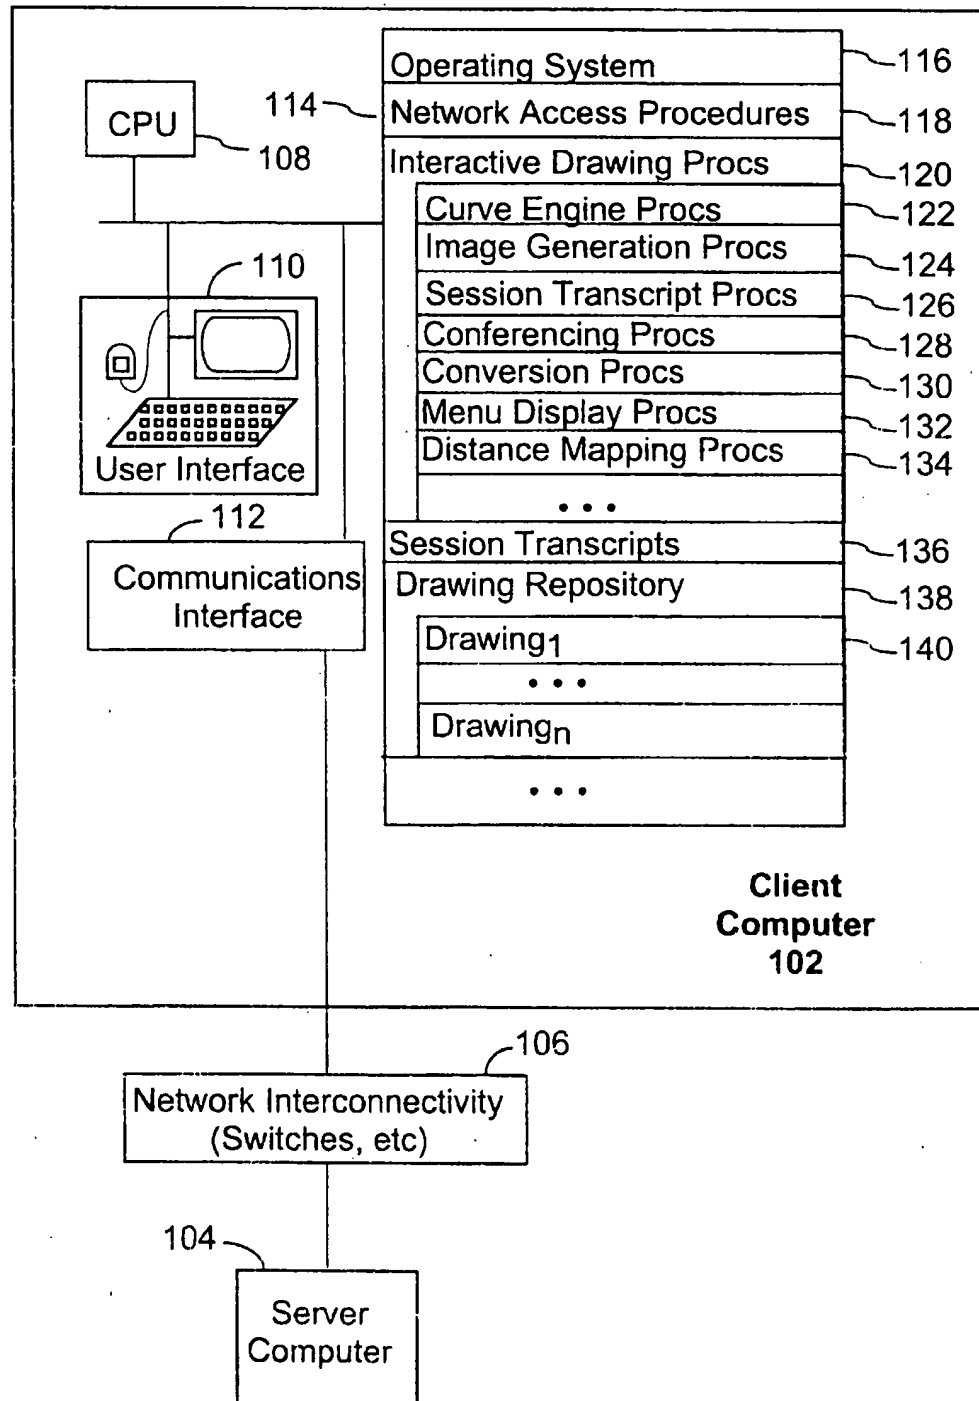 Operating System
116
114
Network Access Procedures
118
CPU
108
Interactive Drawing Procs
120
Curve Engine Procs
122
Image Generation Procs
124
110
Session Transcript Procs
126
Conferencing Procs
128
Conversion Procs
130
Menu Display Procs
132
Distance Mapping Procs
134
User Interface
• • •
112
Session Transcripts
136
Communications
Interface
Drawing Repository
138
Drawing1
140
• • •
Drawingn
• • •
Client
Computer
102
106
Network Interconnectivity
(Switches, etc)
104
Server
Computer